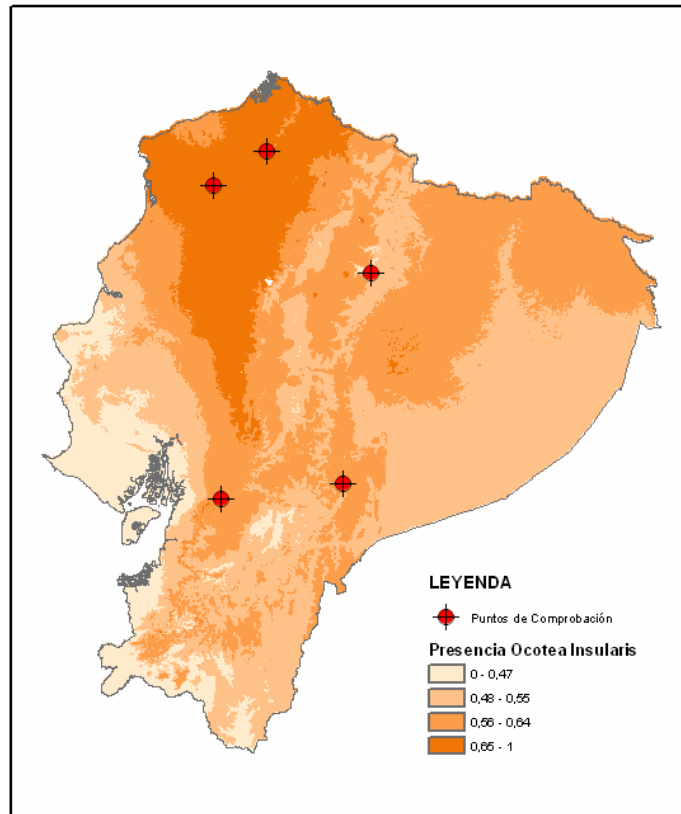 LEYENDA
Puntos de Comprobación
Presencia Ocotea Insularis
0 - 0,47
0,48 - 0,55
0,56 - 0,64
0,65 - 1